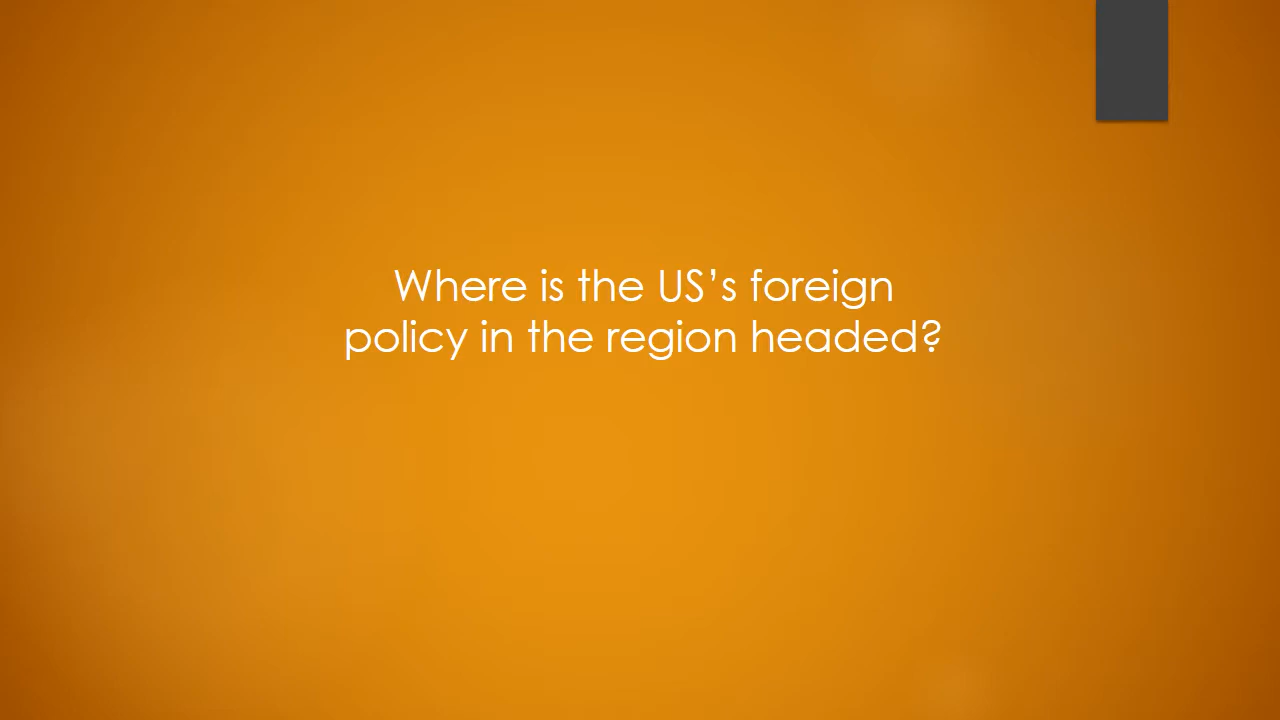 Where is the US’s foreign
policy in the region headed?